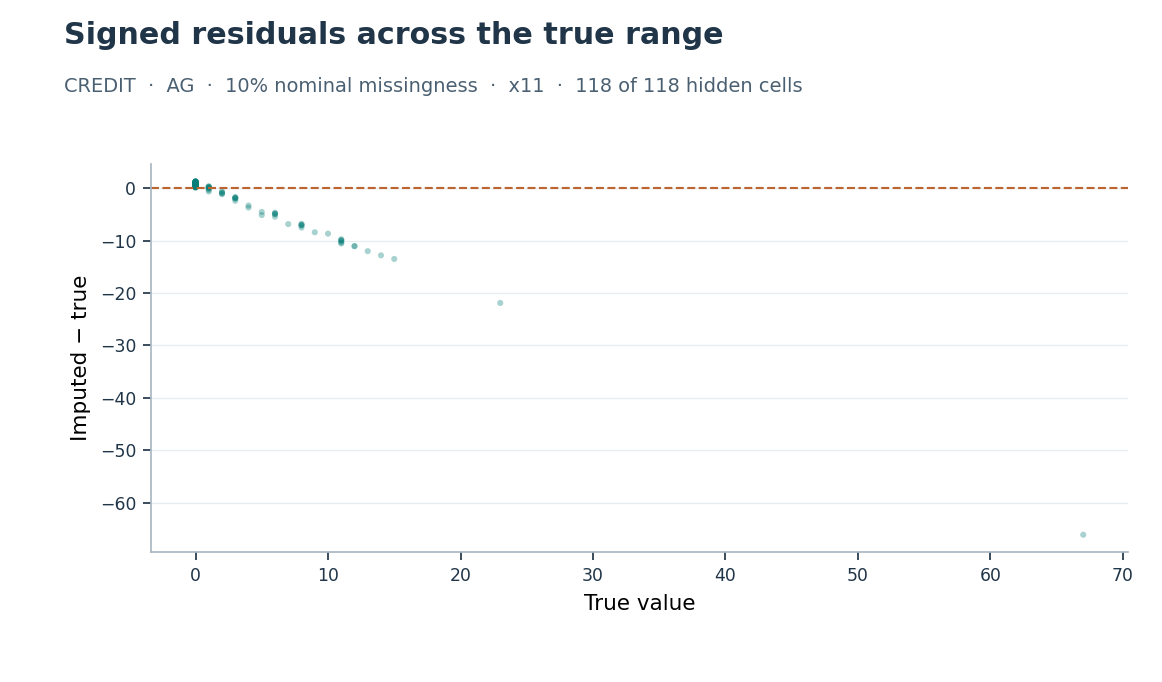 Signed residuals across the true range
CREDIT · AG · 10% nominal missingness · x11 · 118 of 118 hidden cells
Imputed − true
0
−10
−20
−30
−40
−50
−60
0 10 20 30 40 50 60 70
True value